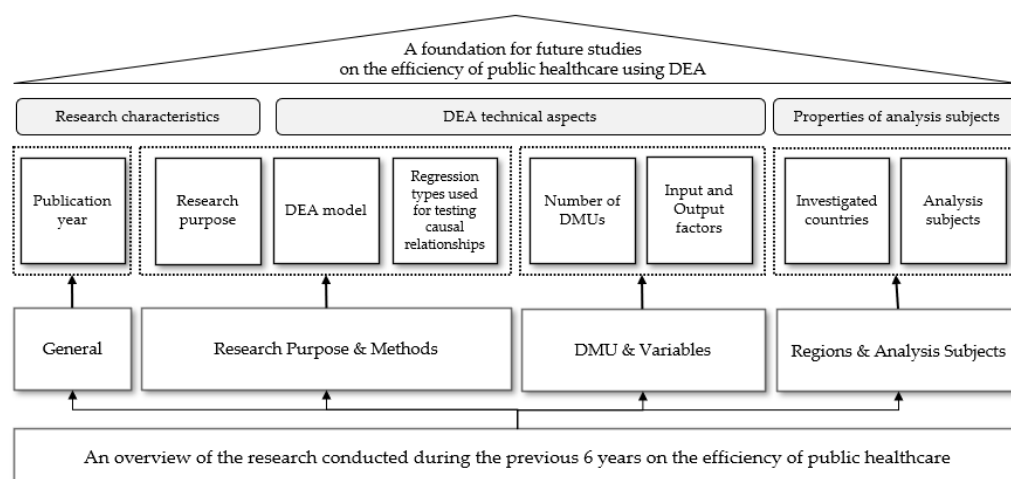 A foundation for future studies
on the efficiency of public healthcare using DEA
Research characteristics
DEA technical aspects
Properties of analysis subjects
Publication
year
Research
purpose
DEA model
Regression
types used
for testing
causal
relationships
Number of
DMUs
Input and
Output
factors
Investigated
countries
Analysis
subjects
General
Research Purpose & Methods
DMU & Variables
Regions & Analysis Subjects
An overview of the research conducted during the previous 6 years on the efficiency of public healthcare